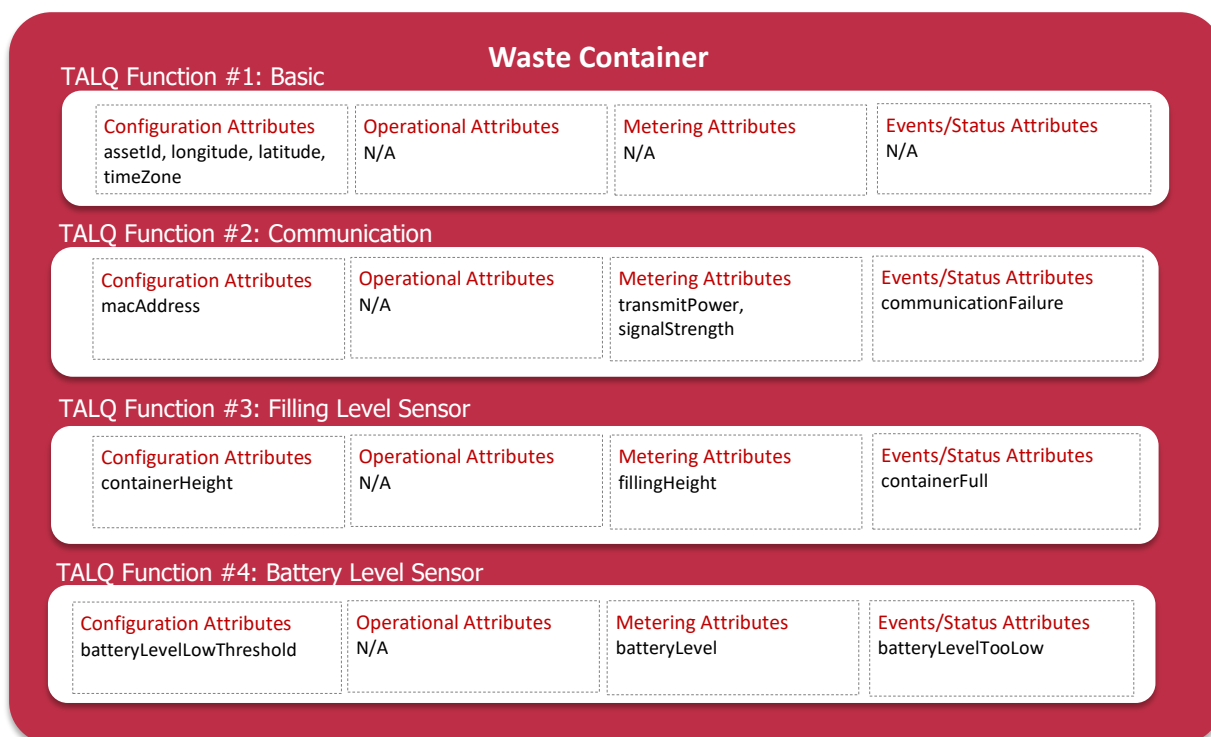 Waste Container
TALQ Function #1: Basic
Configuration Attributes
assetId, longitude, latitude,
timeZone
Operational Attributes
N/A
Metering Attributes
N/A
Events/Status Attributes
N/A
TALQ Function #2: Communication
Configuration Attributes
macAddress
Operational Attributes
N/A
Metering Attributes
transmitPower,
signalStrength
Events/Status Attributes
communicationFailure
TALQ Function #3: Filling Level Sensor
Configuration Attributes
containerHeight
Operational Attributes
N/A
Metering Attributes
fillingHeight
Events/Status Attributes
containerFull
TALQ Function #4: Battery Level Sensor
Configuration Attributes
batteryLevelLowThreshold
Operational Attributes
N/A
Metering Attributes
batteryLevel
Events/Status Attributes
batteryLevelTooLow